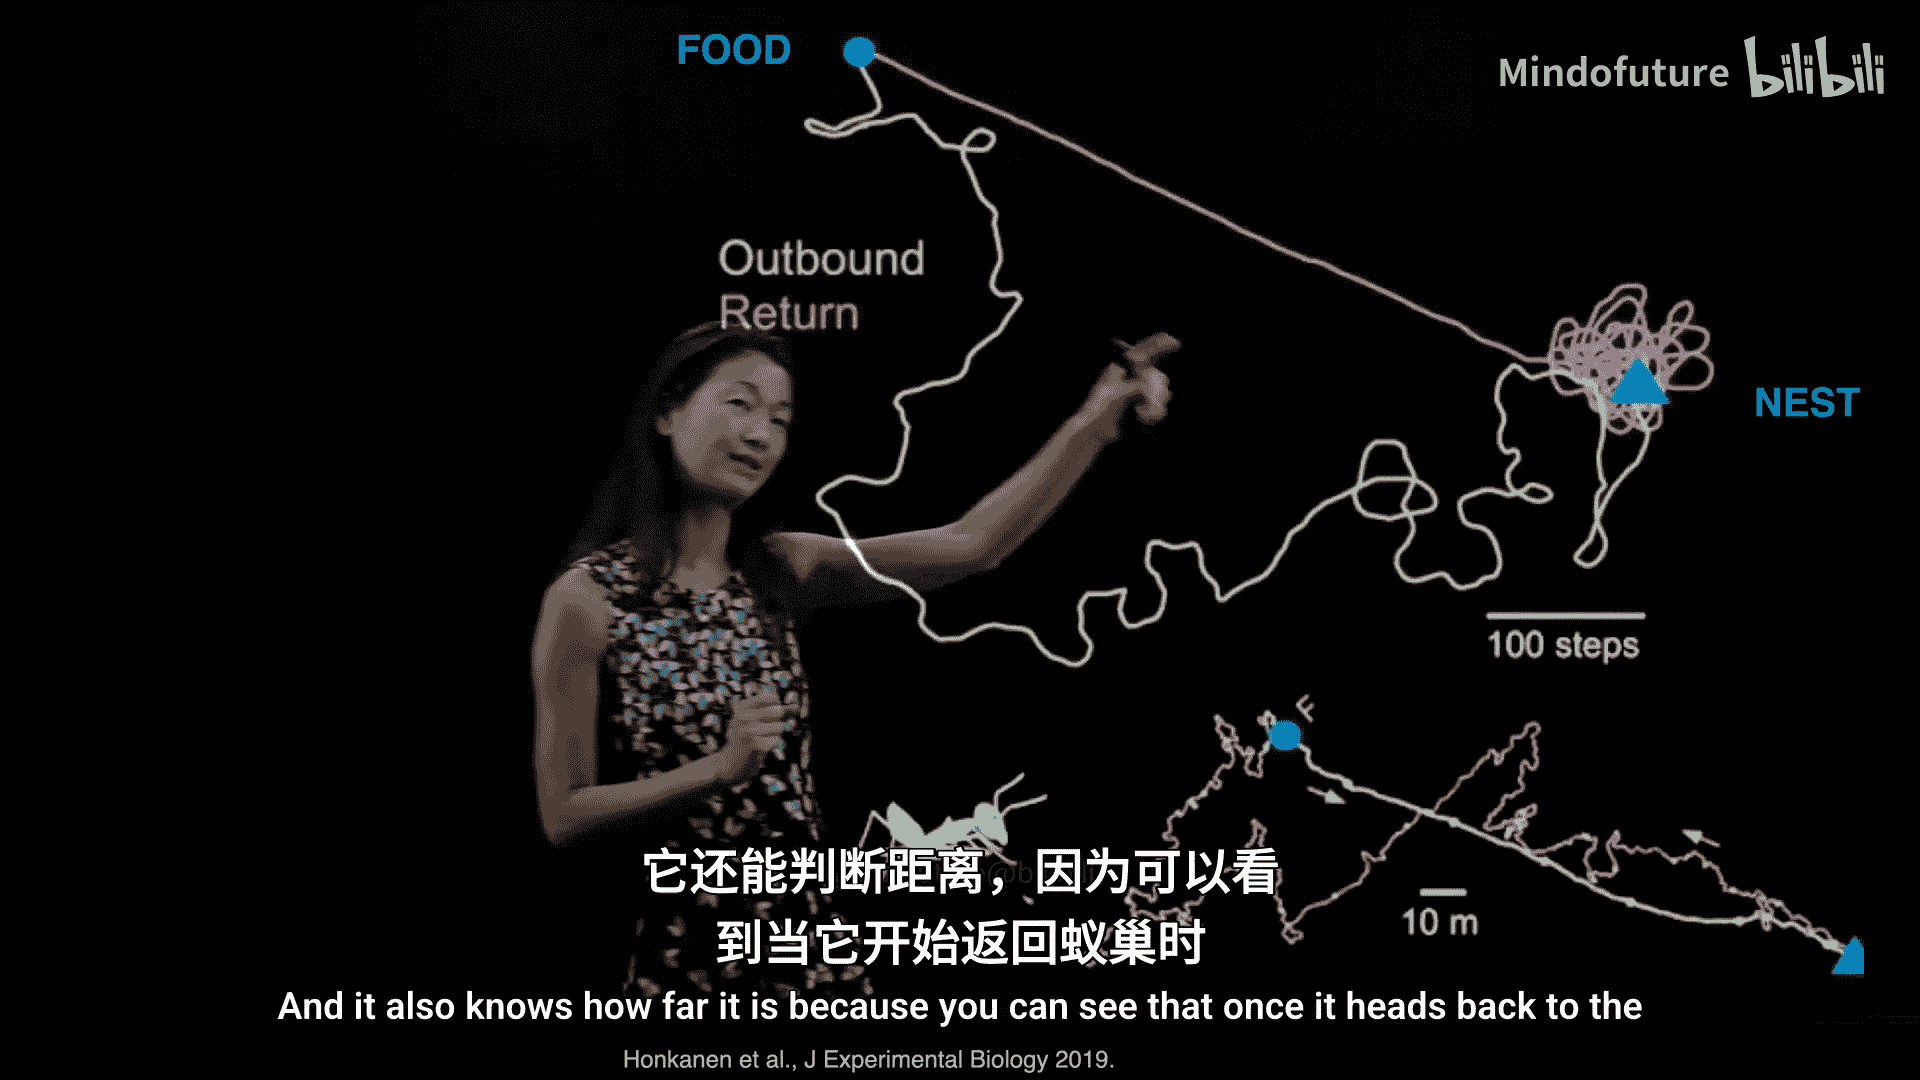 FOOD
Mindofuture bilibili
Outbound
Return
NEST
100 steps
F
10 m
它还能判断距离，因为可以看
到当它开始返回蚁巢时
And it also knows how far it is because you can see that once it heads back to the
Honkanen et al., J Experimental Biology 2019.